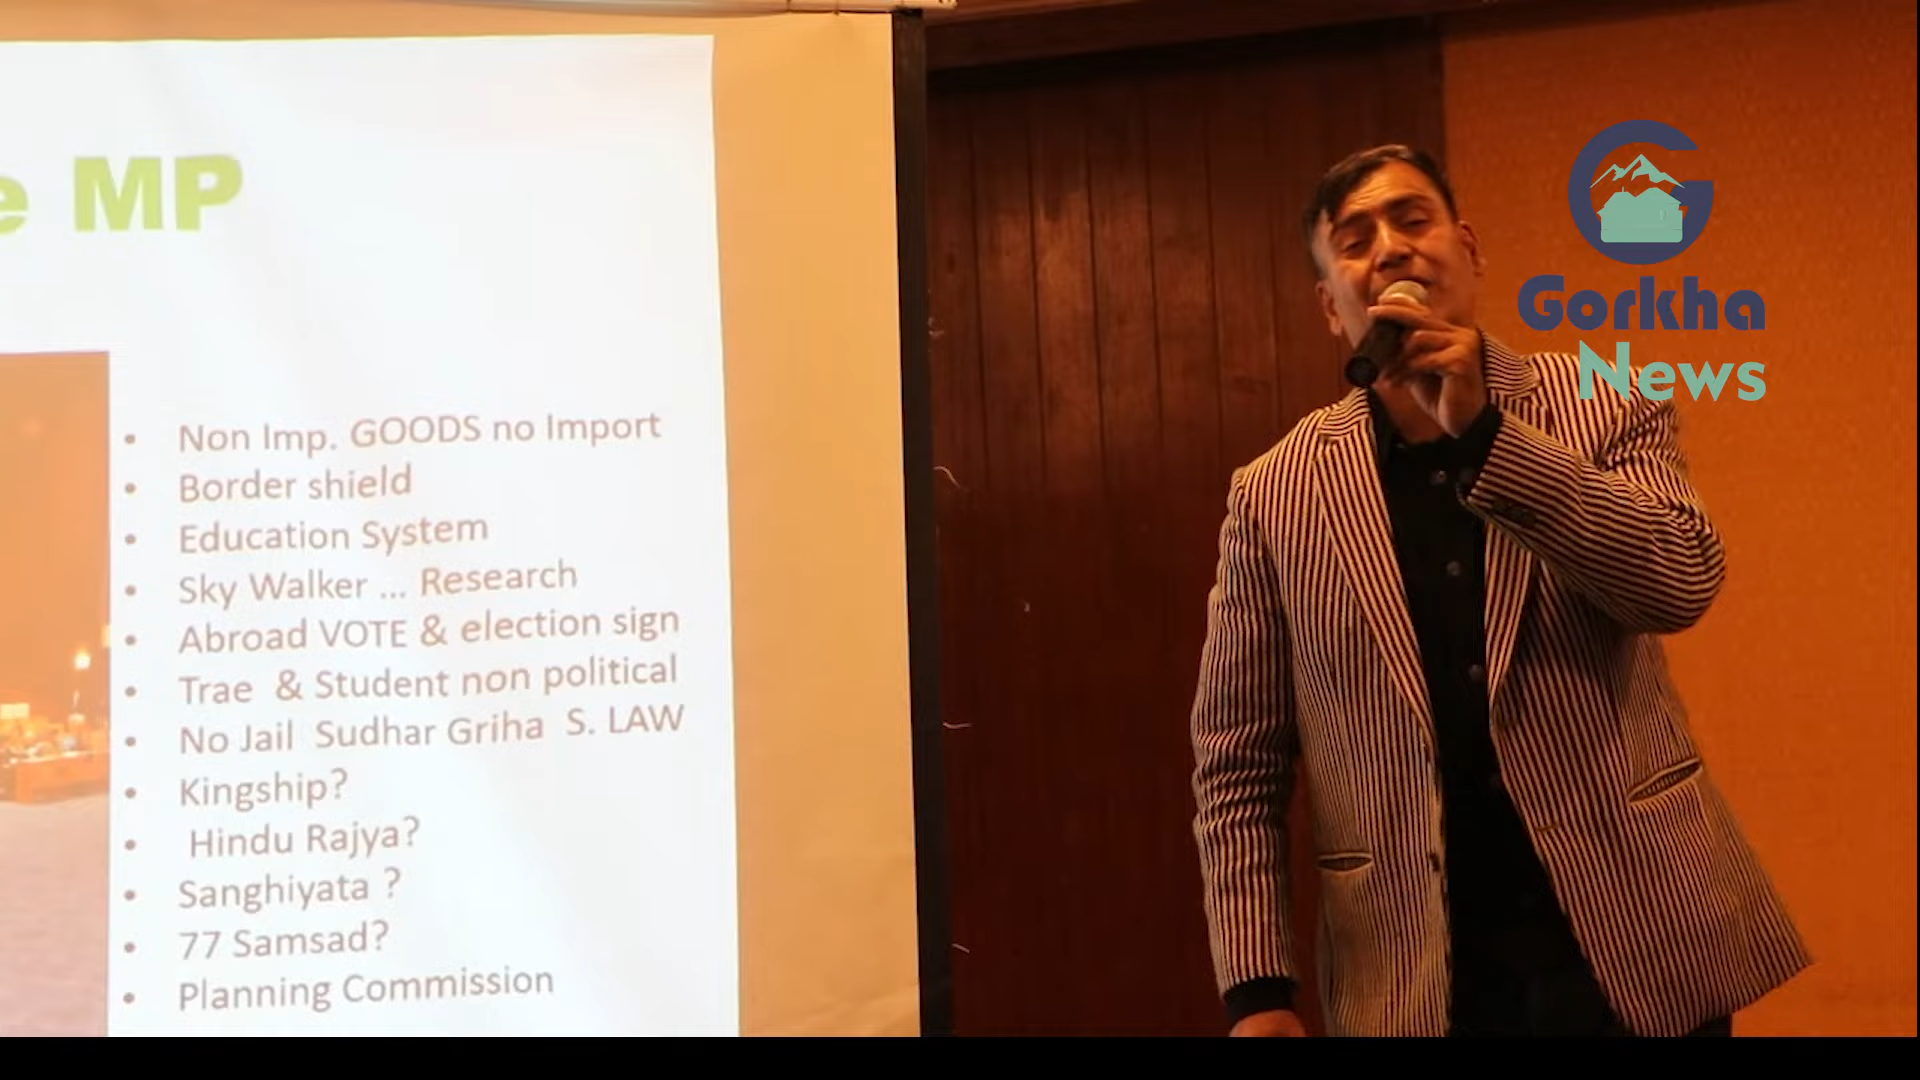 e MP
• Non Imp. GOODS no Import
• Border shield
• Education System
• Sky Walker ... Research
• Abroad VOTE & election sign
• Trae & Student non political
• No Jail Sudhar Griha S. LAW
• Kingship?
• Hindu Rajya?
• Sanghiyata ?
• 77 Samsad?
• Planning Commission
Gorkha
News